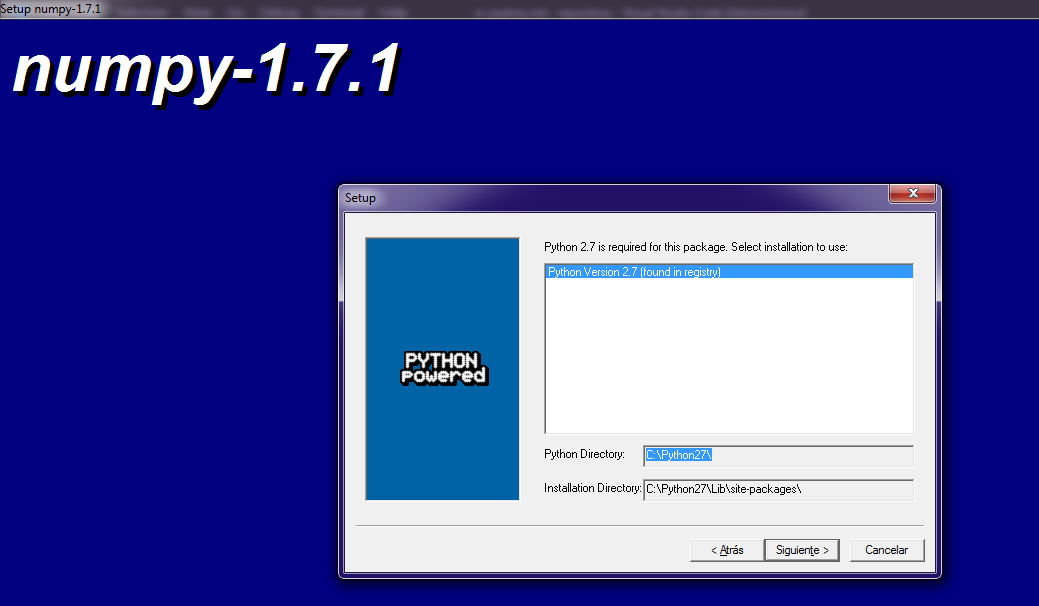 Setup numpy-1.7.1
numpy-1.7.1
Setup
Python 2.7 is required for this package. Select installation to use:
Python Version 2.7 (found in registry)
PYTHON
powered
Python Directory: C:\Python27\
Installation Directory: C:\Python27\Lib\site-packages\
< Atrás Siguiente > Cancelar